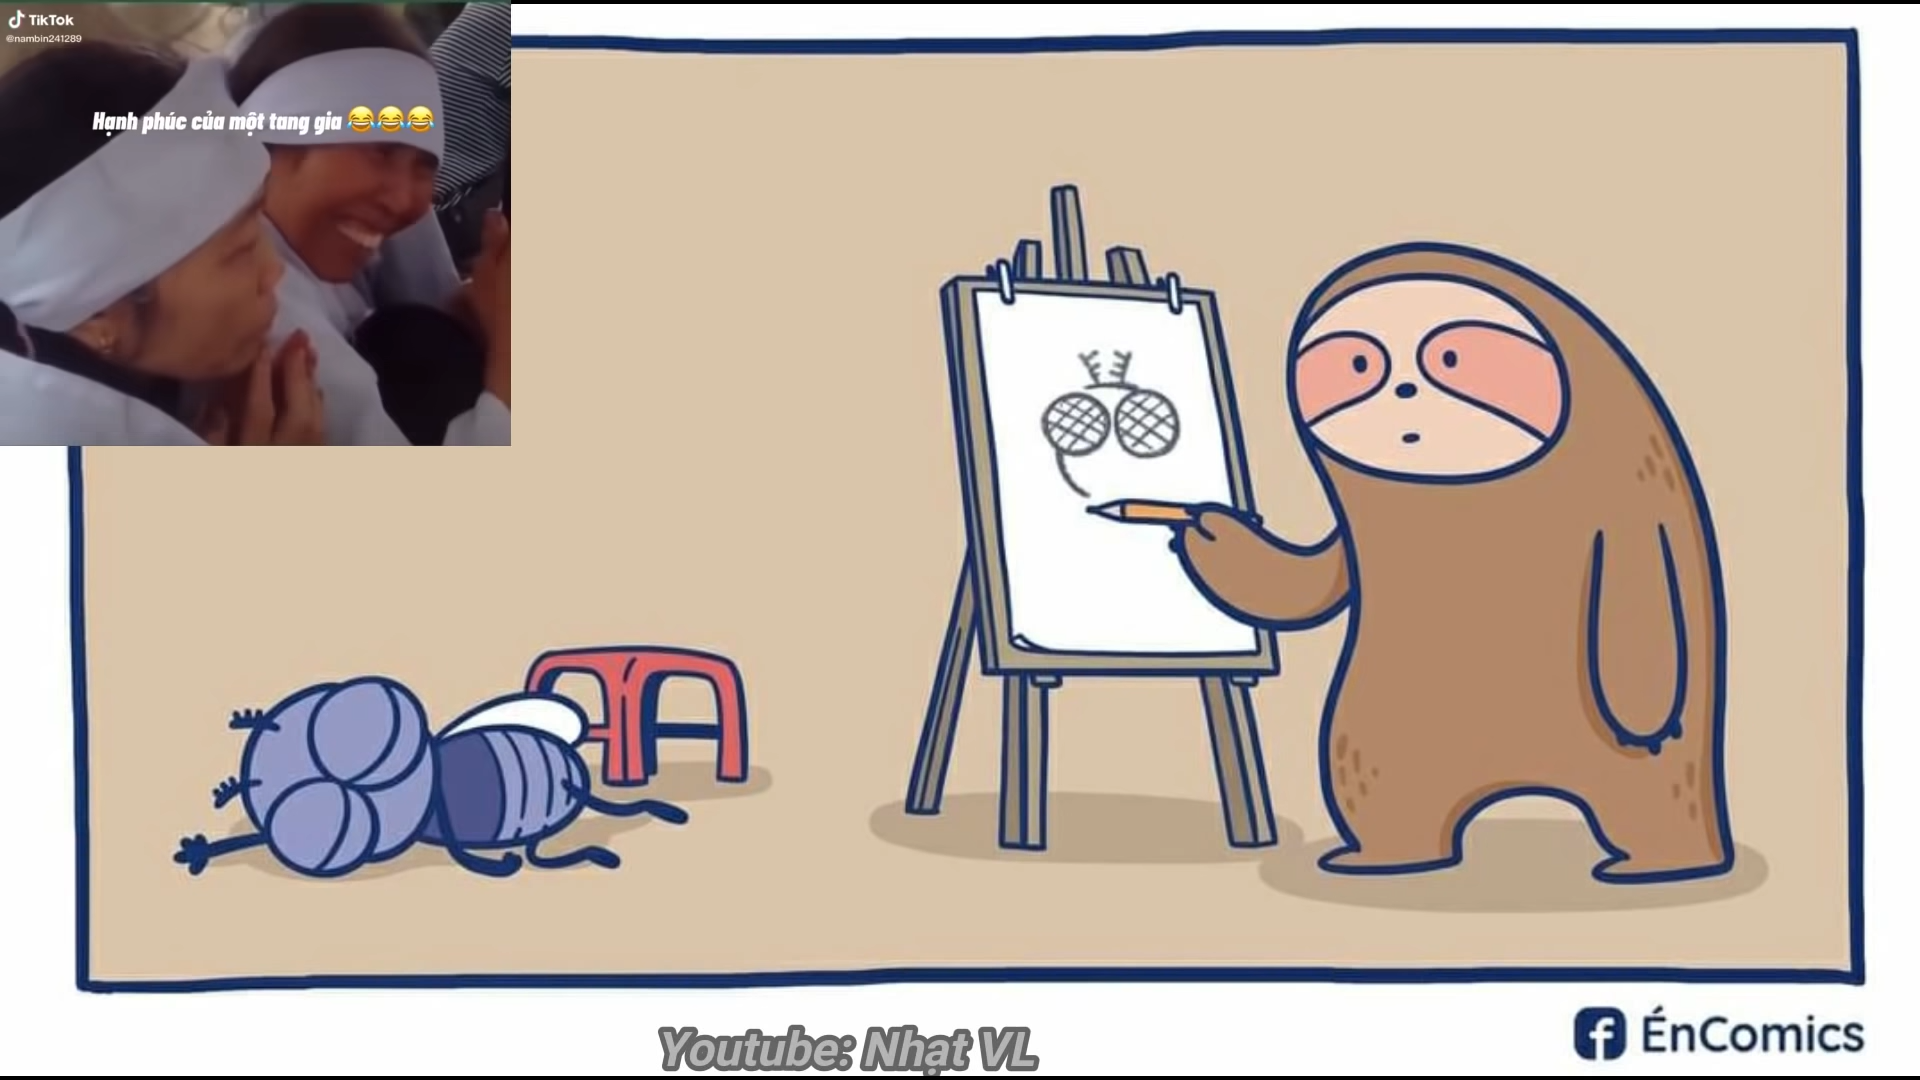 TikTok
@nambin241289
Hạnh phúc của một tang gia 😂😂😂
ÉnComics
Youtube: Nhạt VL